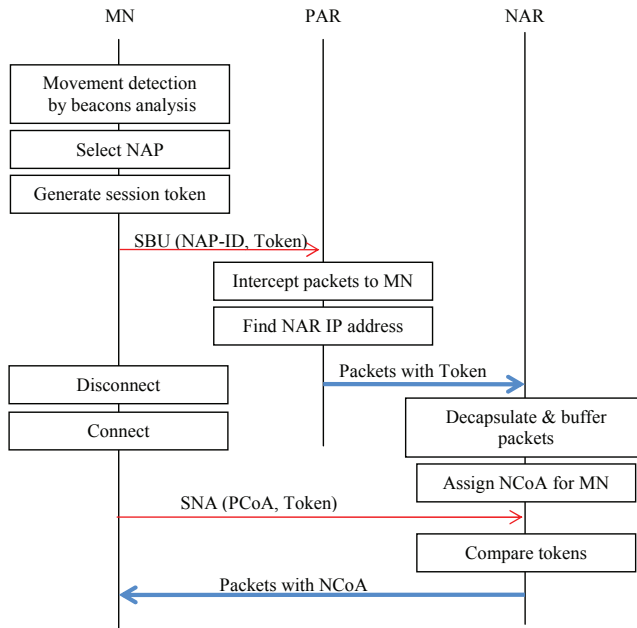 MN PAR NAR
Movement detection
by beacons analysis
Select NAP
Generate session token
SBU (NAP-ID, Token)
Intercept packets to MN
Find NAR IP address
Packets with Token
Disconnect
Decapsulate & buffer
packets
Connect
Assign NCoA for MN
SNA (PCoA, Token)
Compare tokens
Packets with NCoA